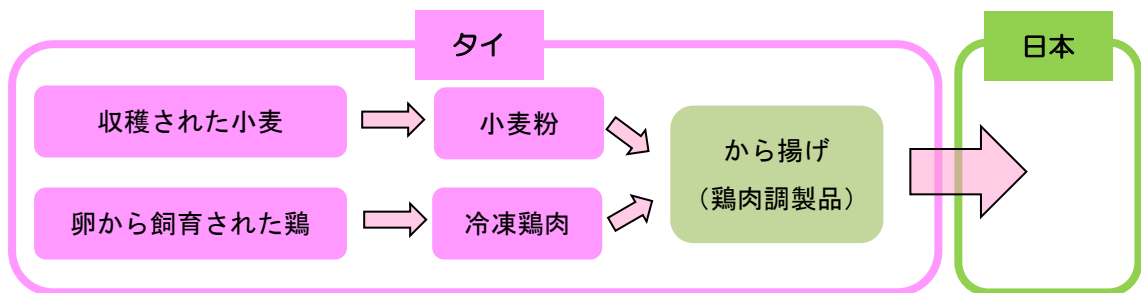 タイ
日本
収穫された小麦
小麦粉
から揚げ
（鶏肉調製品）
卵から飼育された鶏
冷凍鶏肉